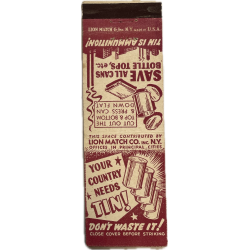 LION MATCH Co., Inc. N.Y. MADE IN U.S.A.
TIN IS AMMUNITION!
SAVE ALL CANS
BOTTLE TOPS, etc.
CUT OUT THE
TOP & BOTTOM
& PRESS CAN
DOWN FLAT
THIS SPACE CONTRIBUTED BY
LION MATCH CO., INC. N.Y.
OFFICES IN PRINCIPAL CITIES
YOUR
COUNTRY
NEEDS
TIN!
DON'T WASTE IT!
CLOSE COVER BEFORE STRIKING